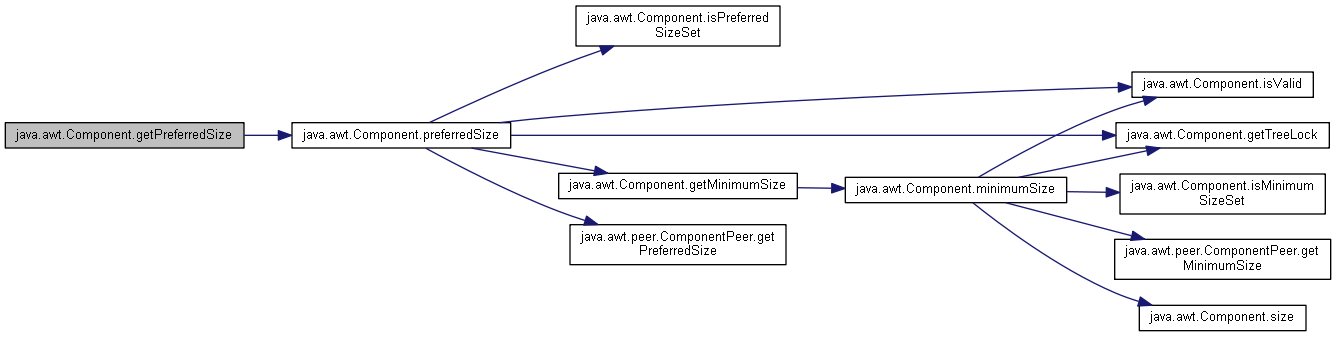 java.awt.Component.isPreferred
SizeSet
java.awt.Component.isValid
java.awt.Component.getPreferredSize
java.awt.Component.preferredSize
java.awt.Component.getTreeLock
java.awt.Component.getMinimumSize
java.awt.Component.minimumSize
java.awt.Component.isMinimum
SizeSet
java.awt.peer.ComponentPeer.get
PreferredSize
java.awt.peer.ComponentPeer.get
MinimumSize
java.awt.Component.size